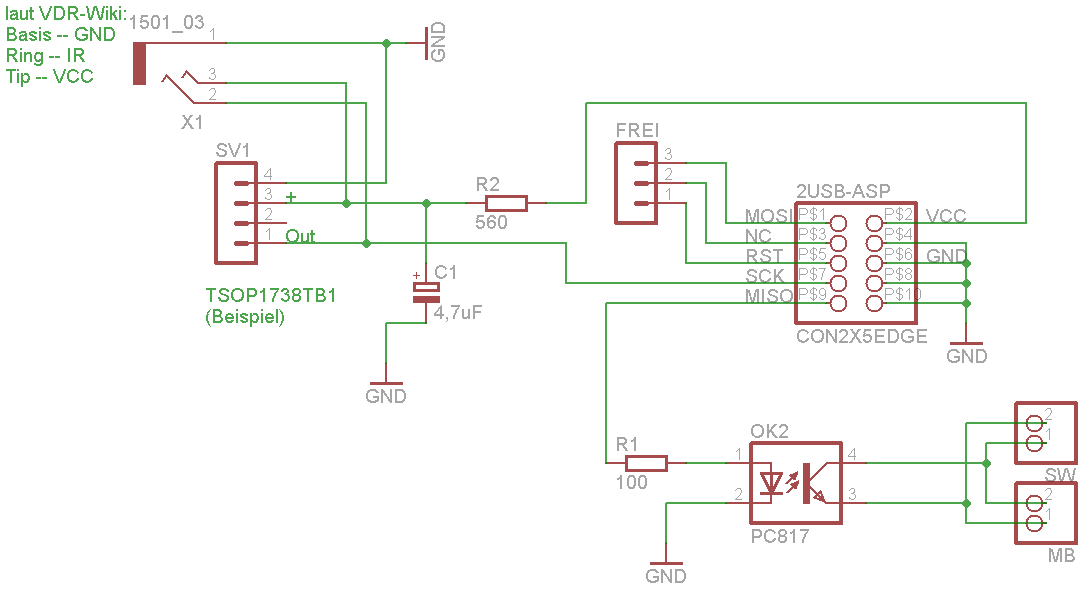 laut VDR-Wiki:
Basis -- GND
Ring -- IR
Tip -- VCC
1501_03
1
3
2
X1
GND
SV1
4
3
2
1
+
Out
TSOP1738TB1
(Beispiel)
R2
560
+
C1
4,7uF
GND
FREI
3
2
1
2USB-ASP
MOSI
NC
RST
SCK
MISO
P$1
P$3
P$5
P$7
P$9
P$2
P$4
P$6
P$8
P$10
VCC
GND
CON2X5EDGE
GND
R1
100
OK2
1
2
4
3
PC817
GND
2
1
SW
2
1
MB